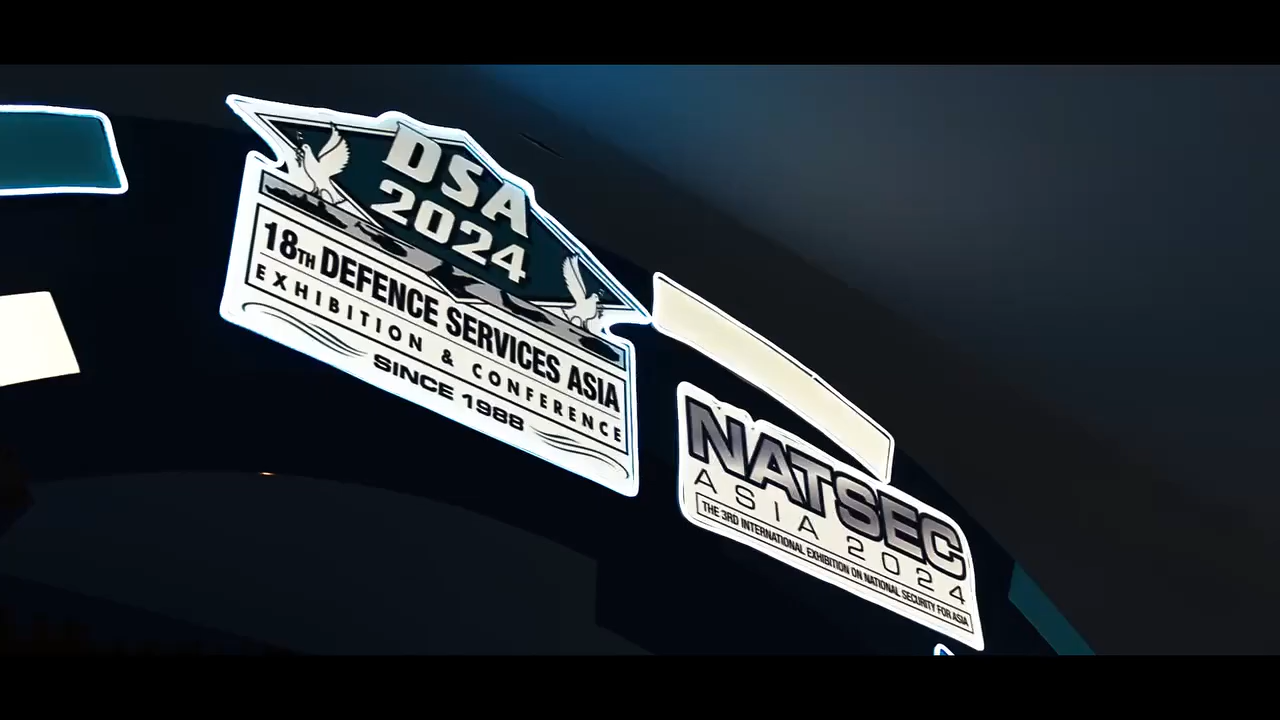 DSA
2024
18TH DEFENCE SERVICES ASIA
EXHIBITION & CONFERENCE
SINCE 1988
NATSEC
ASIA 2024
THE 3RD INTERNATIONAL EXHIBITION ON NATIONAL SECURITY FOR ASIA